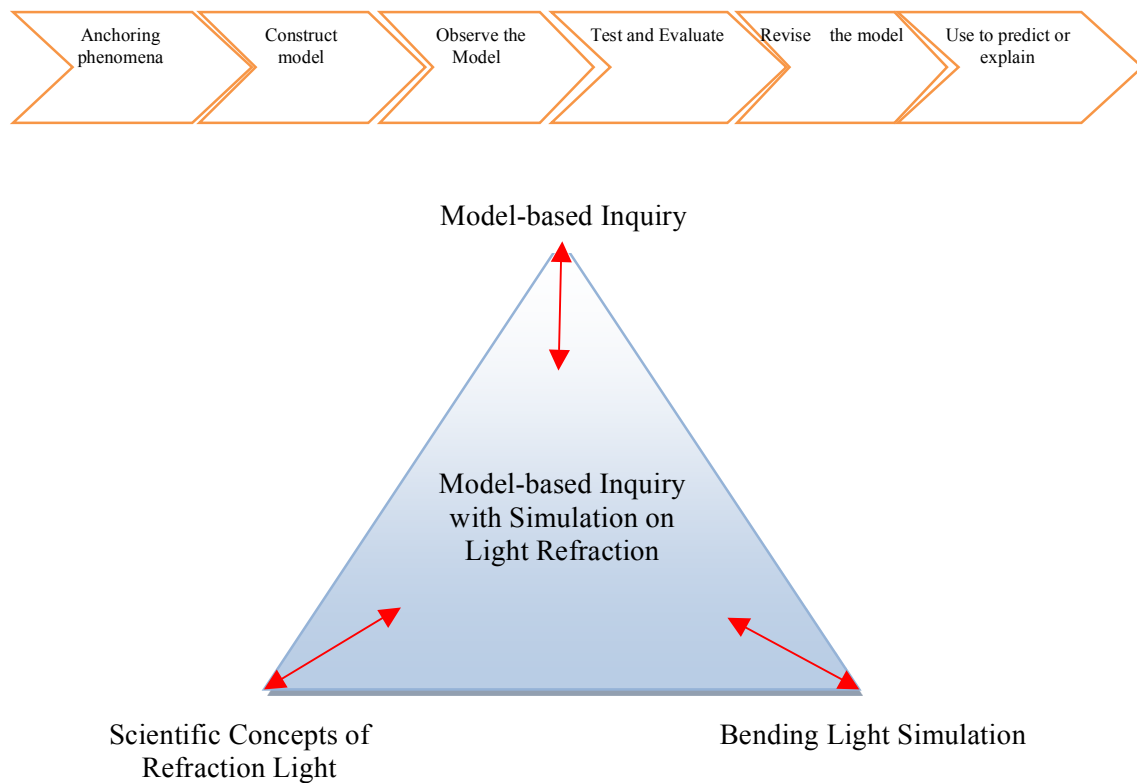 Anchoring
phenomena
Construct
model
Observe the
Model
Test and Evaluate
Revise the model
Use to predict or
explain
Model-based Inquiry
Model-based Inquiry
with Simulation on
Light Refraction
Scientific Concepts of
Refraction Light
Bending Light Simulation